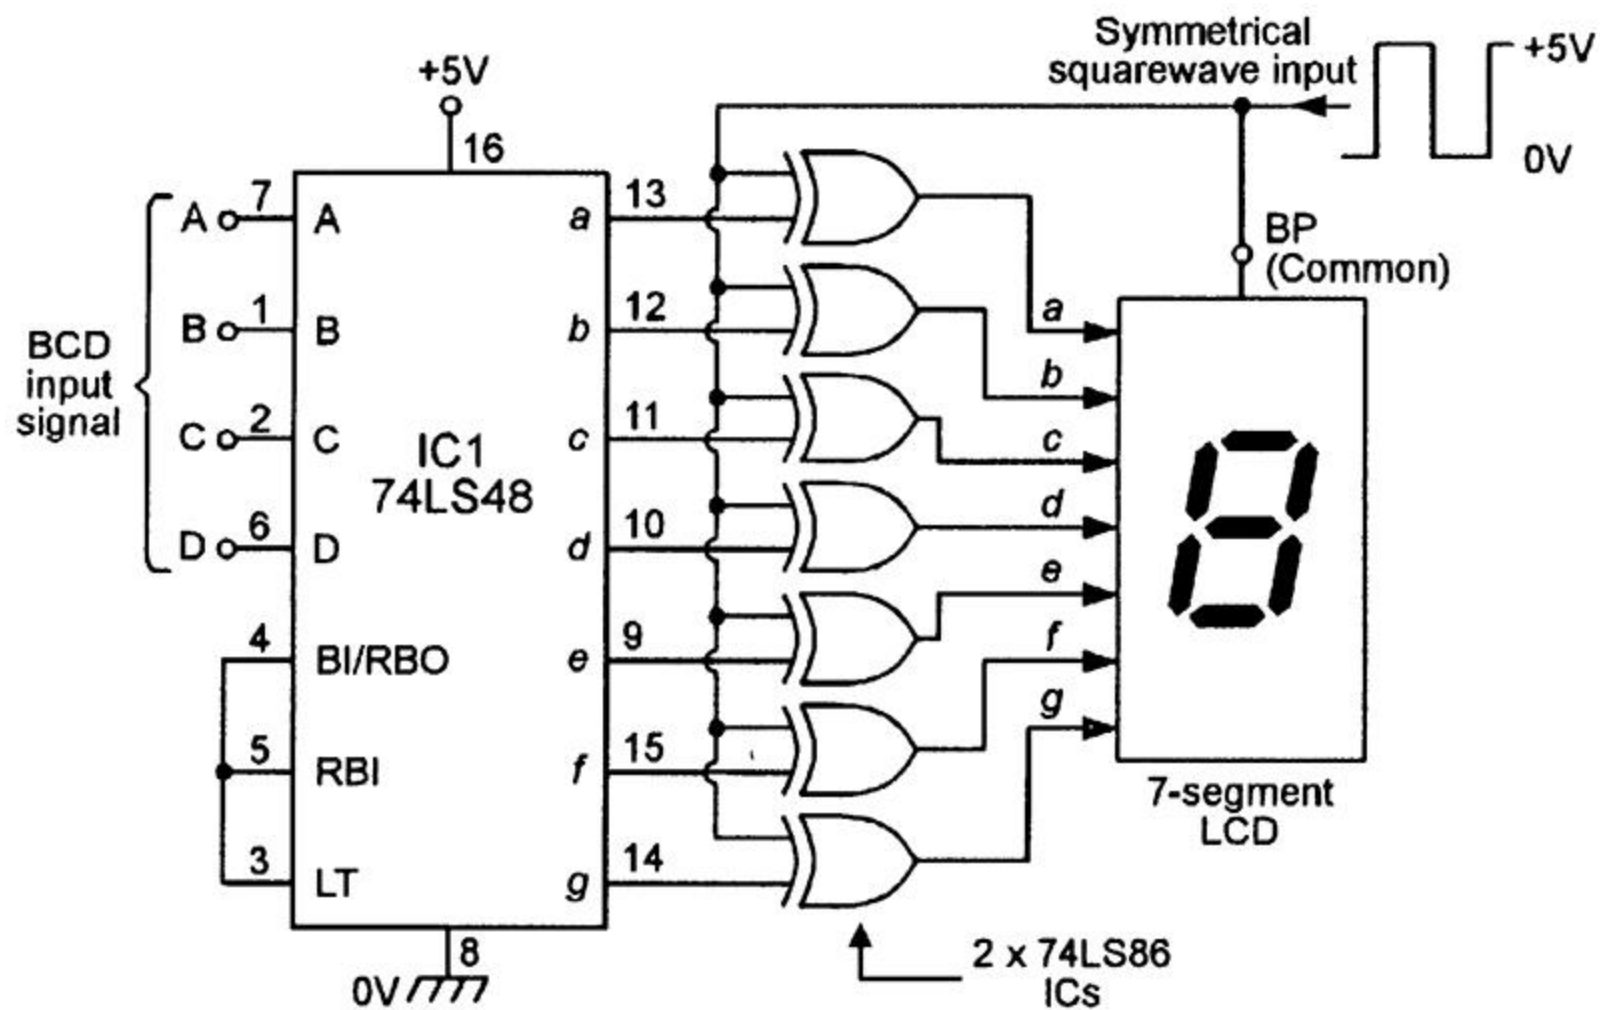 Symmetrical
squarewave input
+5V
0V
+5V
16
BCD
input
signal
A
7
A
B
1
B
C
2
C
D
6
D
4
BI/RBO
5
RBI
3
LT
IC1
74LS48
a
13
b
12
c
11
d
10
e
9
f
15
g
14
8
0V
BP
(Common)
a
b
c
d
e
f
g
7-segment
LCD
2 x 74LS86
ICs